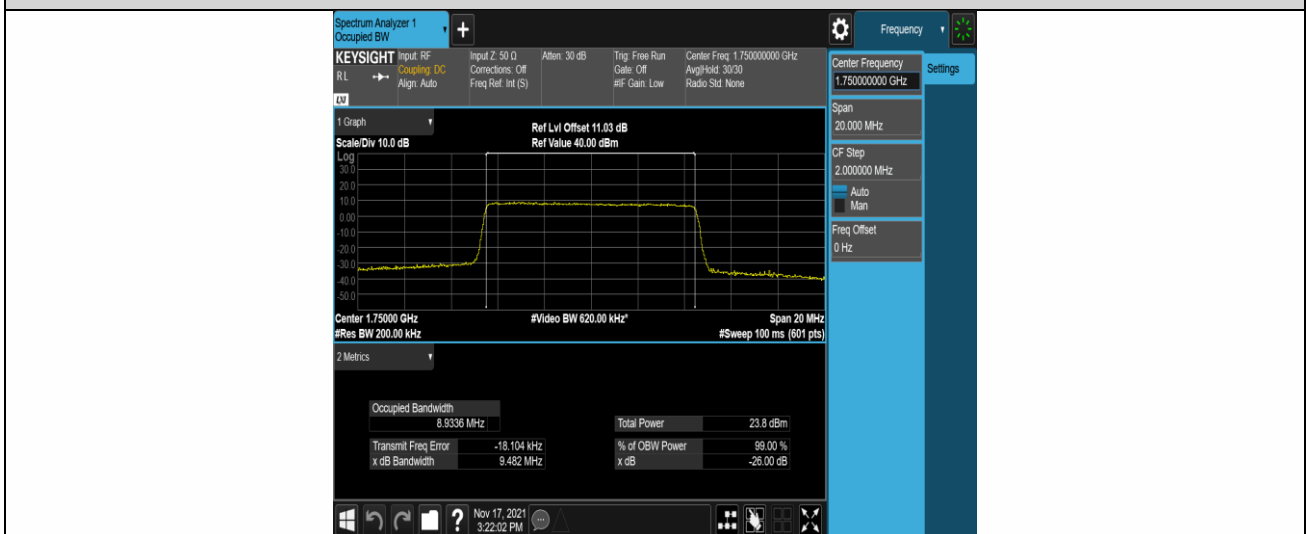 Spectrum Analyzer 1
Occupied BW
+
Frequency
KEYSIGHT
RL
LXI
Input: RF
Coupling: DC
Align: Auto
Input Z: 50 Ω
Corrections: Off
Freq Ref: Int (S)
Atten: 30 dB
Trig: Free Run
Gate: Off
#IF Gain: Low
Center Freq: 1.750000000 GHz
Avg|Hold: 30/30
Radio Std: None
Center Frequency
1.750000000 GHz
Settings
Span
20.000 MHz
CF Step
2.000000 MHz
Auto
Man
Freq Offset
0 Hz
1 Graph
Scale/Div 10.0 dB
Ref Lvl Offset 11.03 dB
Ref Value 40.00 dBm
Log
30.0
20.0
10.0
0.00
-10.0
-20.0
-30.0
-40.0
-50.0
Center 1.75000 GHz
#Video BW 620.00 kHz*
Span 20 MHz
#Res BW 200.00 kHz
#Sweep 100 ms (601 pts)
2 Metrics
Occupied Bandwidth
8.9336 MHz
Total Power 23.8 dBm
Transmit Freq Error -18.104 kHz
% of OBW Power 99.00 %
x dB Bandwidth 9.482 MHz
x dB -26.00 dB
?
Nov 17, 2021
3:22:02 PM